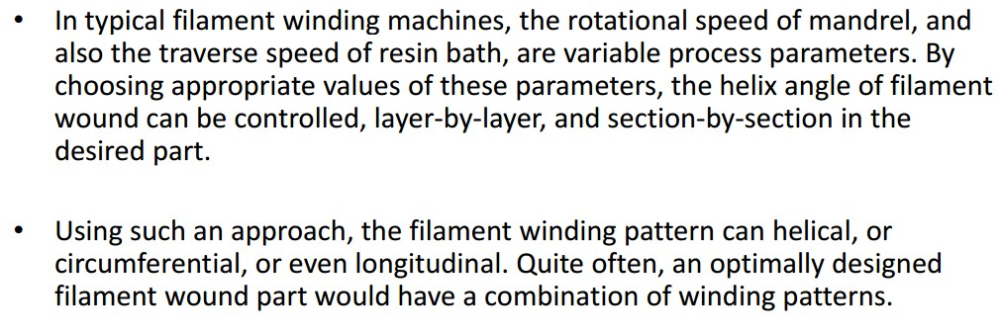 • In typical filament winding machines, the rotational speed of mandrel, and
also the traverse speed of resin bath, are variable process parameters. By
choosing appropriate values of these parameters, the helix angle of filament
wound can be controlled, layer-by-layer, and section-by-section in the
desired part.
• Using such an approach, the filament winding pattern can helical, or
circumferential, or even longitudinal. Quite often, an optimally designed
filament wound part would have a combination of winding patterns.